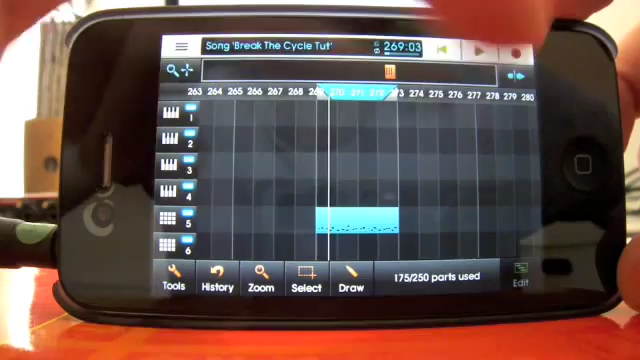 Song 'Break The Cycle Tut' 269:03
263 264 265 266 267 268 270 271 272 273 274 275 276 277 278 279 280
1
2
3
4
5
6
Tools History Zoom Select Draw 175/250 parts used Edit